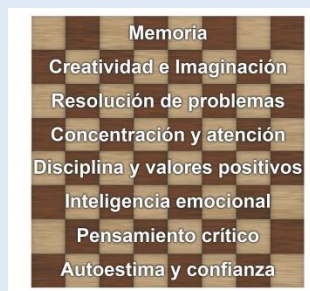 Memoria
Creatividad e Imaginación
Resolución de problemas
Concentración y atención
Disciplina y valores positivos
Inteligencia emocional
Pensamiento crítico
Autoestima y confianza